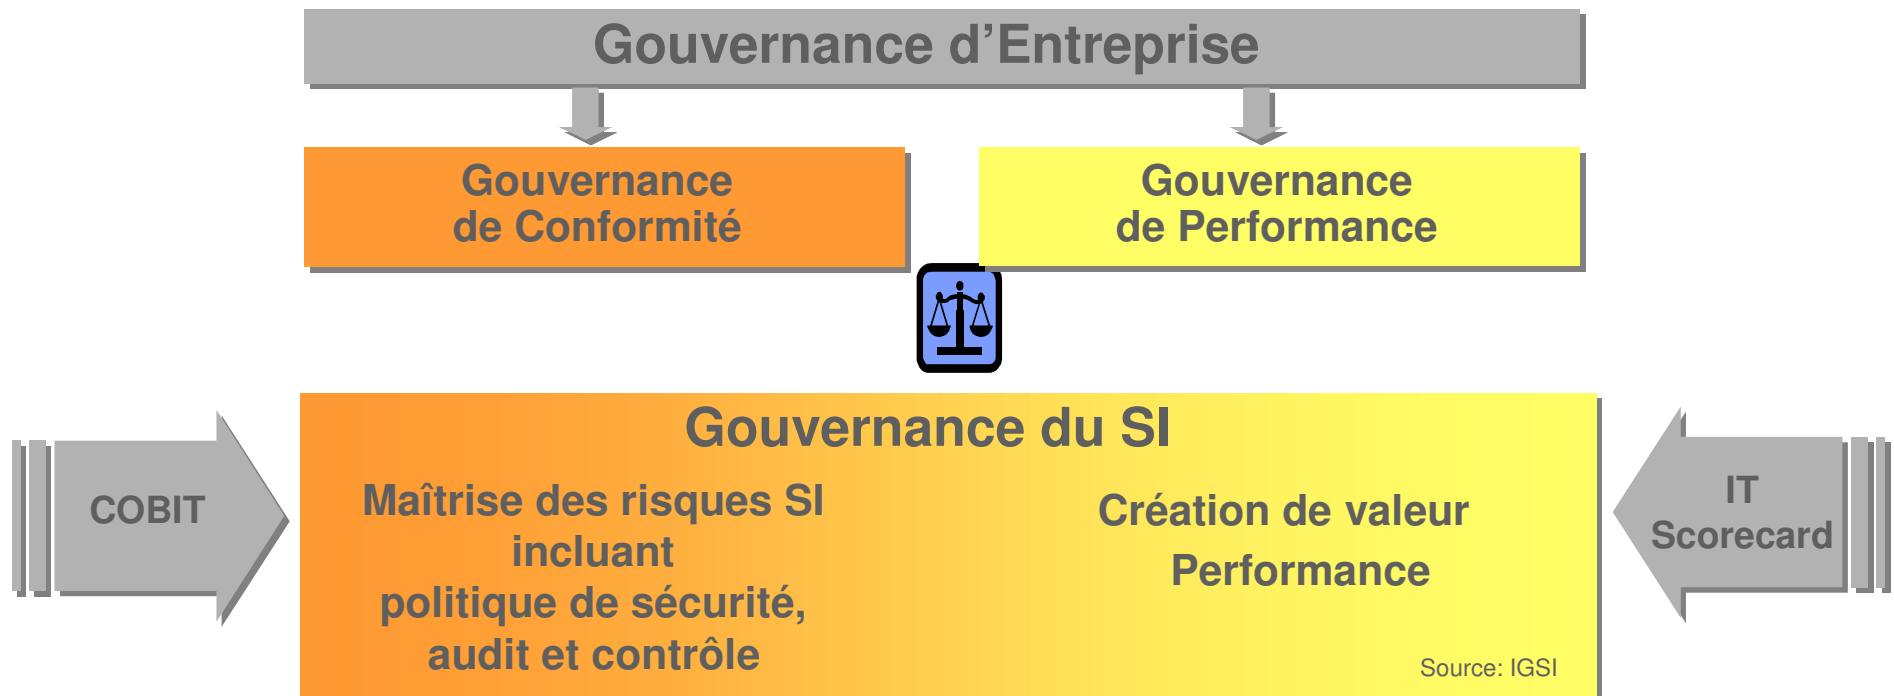 Gouvernance d’Entreprise
Gouvernance
de Conformité
Gouvernance
de Performance
Gouvernance du SI
COBIT
Maîtrise des risques SI
incluant
politique de sécurité,
audit et contrôle
Création de valeur
Performance
IT
Scorecard
Source: IGSI